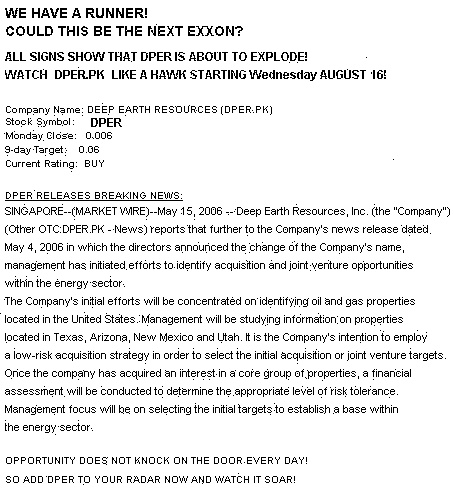 WE HAVE A RUNNER!
COULD THIS BE THE NEXT EXXON?
ALL SIGNS SHOW THAT DPER IS ABOUT TO EXPLODE!
WATCH DPER.PK LIKE A HAWK STARTING Wednesday AUGUST 16!
Company Name: DEEP EARTH RESOURCES (DPER.PK)
Stock Symbol: DPER
Monday Close: 0.006
9-day Target: 0.06
Current Rating: BUY
DPER RELEASES BREAKING NEWS:
SINGAPORE--(MARKET WIRE)--May 15, 2006 -- Deep Earth Resources, Inc. (the "Company")
(Other OTC:DPER.PK - News) reports that further to the Company's news release dated
May 4, 2006 in which the directors announced the change of the Company's name,
management has initiated efforts to identify acquisition and joint venture opportunities
within the energy sector.
The Company's initial efforts will be concentrated on identifying oil and gas properties
located in the United States. Management will be studying information on properties
located in Texas, Arizona, New Mexico and Utah. It is the Company's intention to employ
a low-risk acquisition strategy in order to select the initial acquisition or joint venture targets.
Once the company has acquired an interest in a core group of properties, a financial
assessment will be conducted to determine the appropriate level of risk tolerance.
Management focus will be on selecting the initial targets to establish a base within
the energy sector.
OPPORTUNITY DOES NOT KNOCK ON THE DOOR EVERY DAY!
SO ADD DPER TO YOUR RADAR NOW AND WATCH IT SOAR!